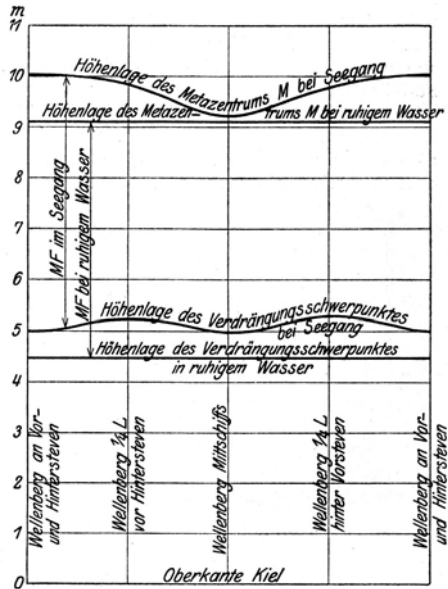 m
11
10
9
8
7
6
5
4
3
2
1
0
Höhenlage des Metazentrums M bei Seegang
Höhenlage des Metazen= trums M bei ruhigem Wasser
MF im Seegang
MF bei ruhigem Wasser
Höhenlage des Verdrängungsschwerpunktes
bei Seegang
Höhenlage des Verdrängungsschwerpunktes
in ruhigem Wasser
Wellenberg an Vor-
und Hintersteven
Wellenberg 1/4 L
vor Hintersteven
Wellenberg Mittschiffs
Wellenberg 1/4 L
hinter Vorsteven
Wellenberg an Vor-
und Hintersteven
Oberkante Kiel